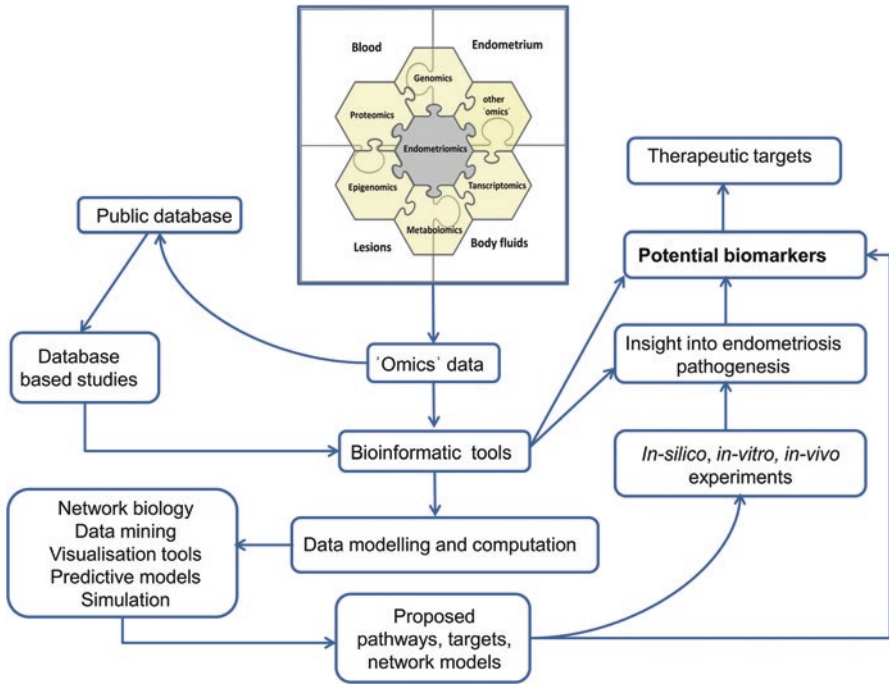 Blood
Endometrium
Genomics
Proteomics
other
'omics'
Endometriomics
Epigenomics
Tanscriptomics
Metabolomics
Lesions
Body fluids
Therapeutic targets
Public database
Potential biomarkers
Database
based studies
'Omics' data
Insight into endometriosis
pathogenesis
Bioinformatic tools
In-silico, in-vitro, in-vivo
experiments
Network biology
Data mining
Visualisation tools
Predictive models
Simulation
Data modelling and computation
Proposed
pathways, targets,
network models